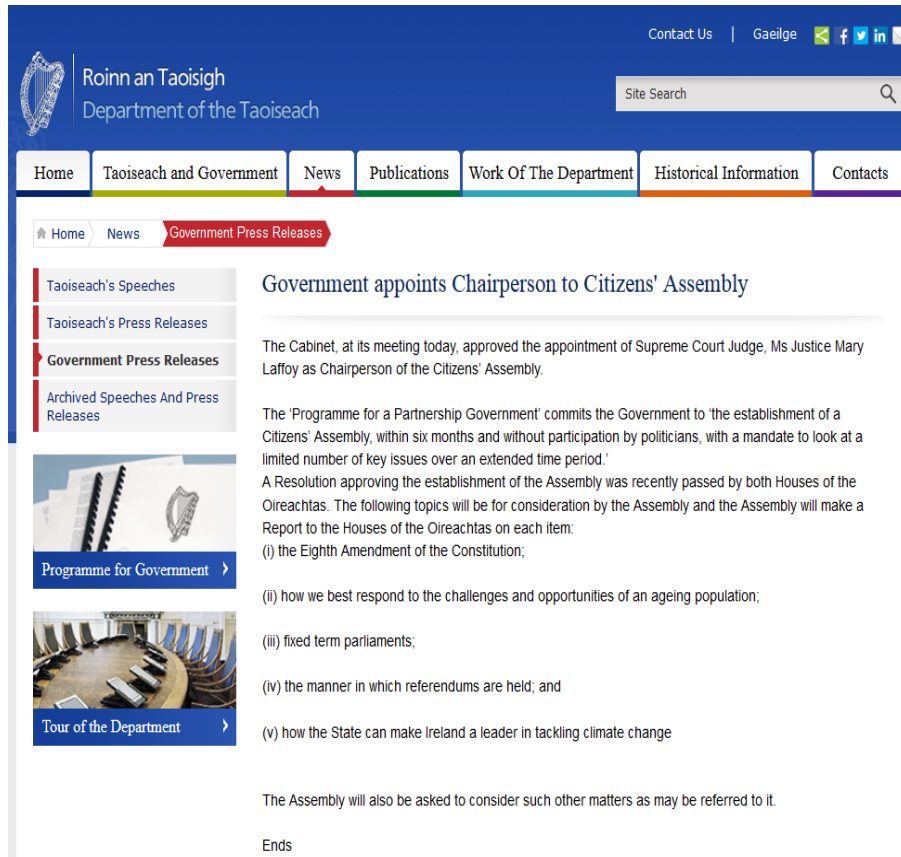 Contact Us | Gaeilge
Roinn an Taoisigh
Department of the Taoiseach
Site Search
Home Taoiseach and Government News Publications Work Of The Department Historical Information Contacts
Home News Government Press Releases
Taoiseach's Speeches
Taoiseach's Press Releases
Government Press Releases
Archived Speeches And Press
Releases
Programme for Government
Tour of the Department
Government appoints Chairperson to Citizens' Assembly
The Cabinet, at its meeting today, approved the appointment of Supreme Court Judge, Ms Justice Mary
Laffoy as Chairperson of the Citizens' Assembly.
The 'Programme for a Partnership Government' commits the Government to 'the establishment of a
Citizens' Assembly, within six months and without participation by politicians, with a mandate to look at a
limited number of key issues over an extended time period.'
A Resolution approving the establishment of the Assembly was recently passed by both Houses of the
Oireachtas. The following topics will be for consideration by the Assembly and the Assembly will make a
Report to the Houses of the Oireachtas on each item:
(i) the Eighth Amendment of the Constitution;
(ii) how we best respond to the challenges and opportunities of an ageing population;
(iii) fixed term parliaments;
(iv) the manner in which referendums are held; and
(v) how the State can make Ireland a leader in tackling climate change
The Assembly will also be asked to consider such other matters as may be referred to it.
Ends